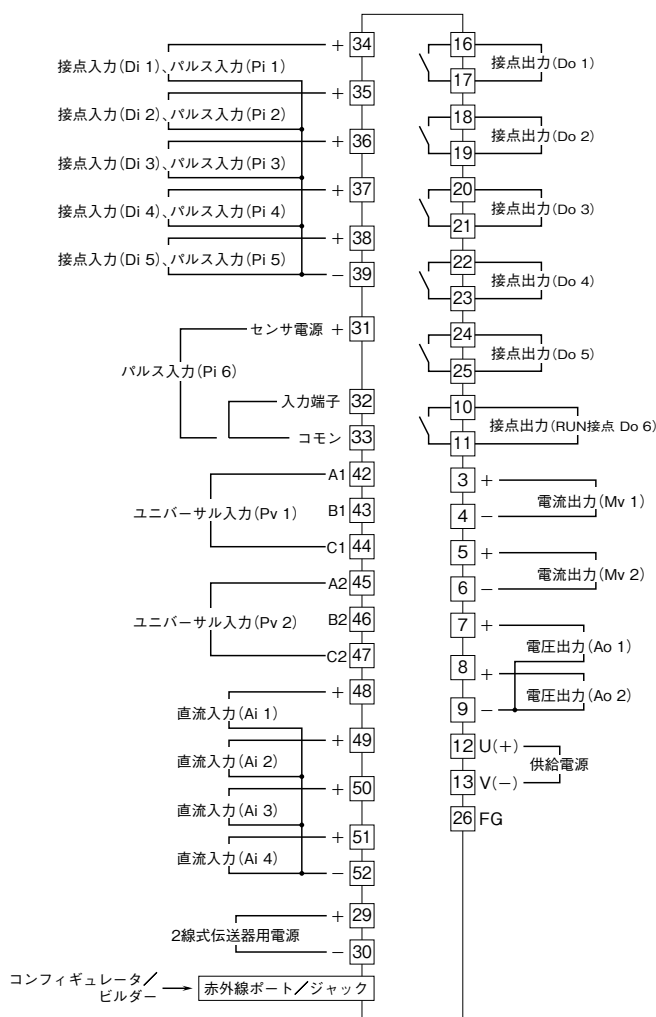 接点入力(Di 1)、パルス入力(Pi 1)
+ 34
接点入力(Di 2)、パルス入力(Pi 2)
+ 35
接点入力(Di 3)、パルス入力(Pi 3)
+ 36
接点入力(Di 4)、パルス入力(Pi 4)
+ 37
接点入力(Di 5)、パルス入力(Pi 5)
+ 38
− 39
パルス入力(Pi 6)
センサ電源 + 31
入力端子 32
コモン 33
ユニバーサル入力(Pv 1)
A1 42
B1 43
C1 44
ユニバーサル入力(Pv 2)
A2 45
B2 46
C2 47
直流入力(Ai 1)
+ 48
直流入力(Ai 2)
+ 49
直流入力(Ai 3)
+ 50
直流入力(Ai 4)
+ 51
− 52
2線式伝送器用電源
+ 29
− 30
コンフィギュレータ/
ビルダー
赤外線ポート/ジャック
16
17
接点出力(Do 1)
18
19
接点出力(Do 2)
20
21
接点出力(Do 3)
22
23
接点出力(Do 4)
24
25
接点出力(Do 5)
10
11
接点出力(RUN接点 Do 6)
3 +
4 −
電流出力(Mv 1)
5 +
6 −
電流出力(Mv 2)
7 +
電圧出力(Ao 1)
8 +
9 −
電圧出力(Ao 2)
12 U(+)
13 V(−)
供給電源
26 FG